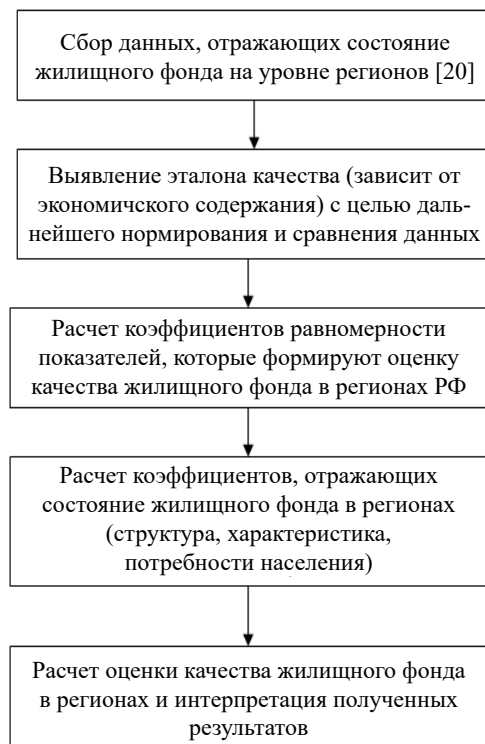 Сбор данных, отражающих состояние
жилищного фонда на уровне регионов [20]
Выявление эталона качества (зависит от
экономичского содержания) с целью даль-
нейшего нормирования и сравнения данных
Расчет коэффициентов равномерности
показателей, которые формируют оценку
качества жилищного фонда в регионах РФ
Расчет коэффициентов, отражающих
состояние жилищного фонда в регионах
(структура, характеристика,
потребности населения)
Расчет оценки качества жилищного фонда
в регионах и интерпретация полученных
результатов